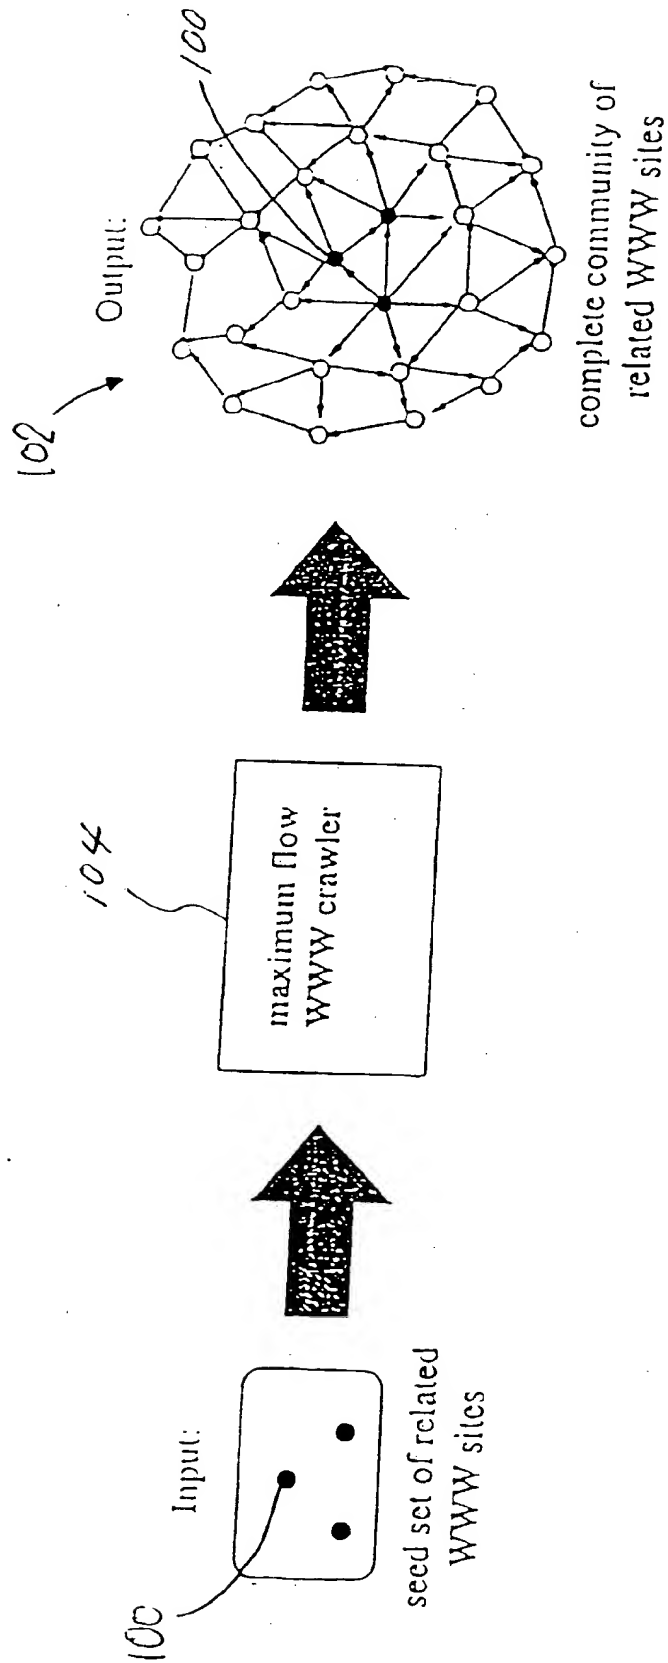 100
Input:
seed set of related
WWW sites
104
maximum flow
WWW crawler
102
Output:
100
complete community of
related WWW sites